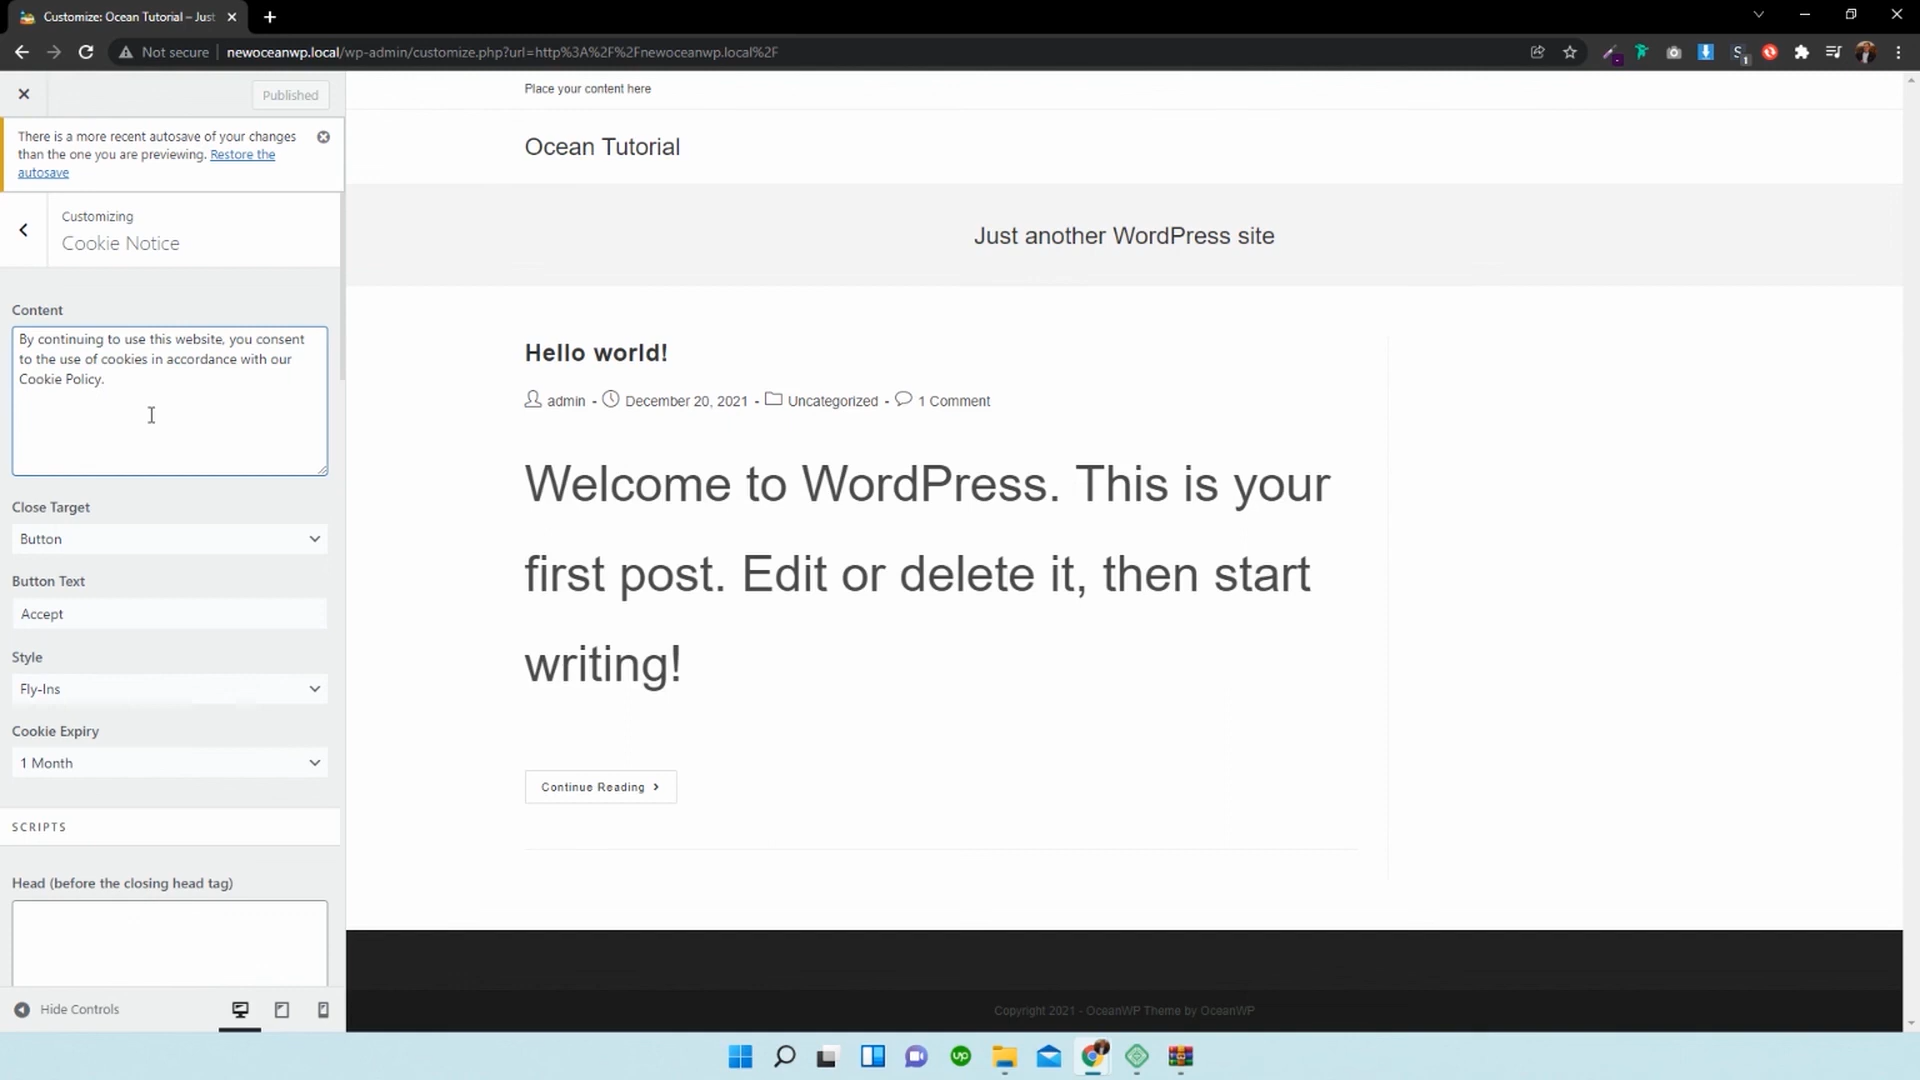 Customize: Ocean Tutorial – Just
Not secure
newoceanwp.local/wp-admin/customize.php?url=http%3A%2F%2Fnewoceanwp.local%2F
Published
There is a more recent autosave of your changes
than the one you are previewing. Restore the
autosave
Customizing
Cookie Notice
Content
By continuing to use this website, you consent
to the use of cookies in accordance with our
Cookie Policy.
Close Target
Button
Button Text
Accept
Style
Fly-Ins
Cookie Expiry
1 Month
SCRIPTS
Head (before the closing head tag)
Hide Controls
Place your content here
Ocean Tutorial
Just another WordPress site
Hello world!
admin - December 20, 2021 - Uncategorized - 1 Comment
Welcome to WordPress. This is your
first post. Edit or delete it, then start
writing!
Continue Reading
Copyright 2021 - OceanWP Theme by OceanWP
up